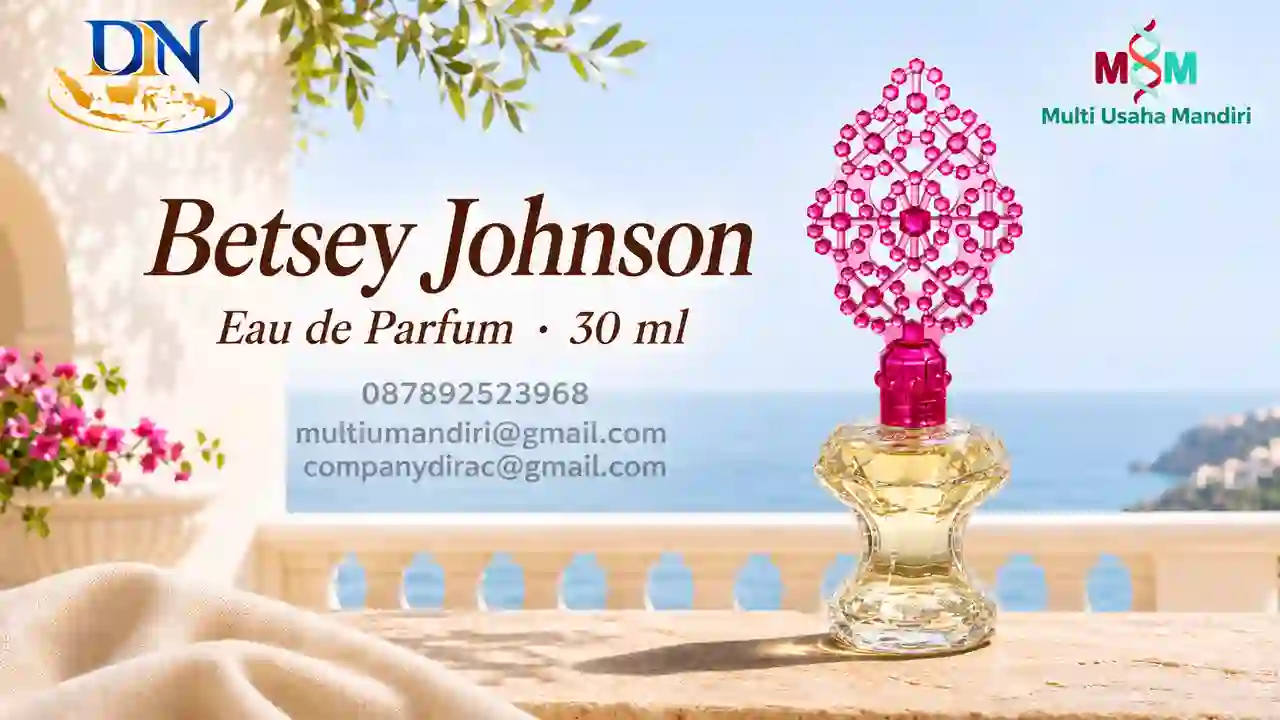 DN
MSM
Multi Usaha Mandiri
Betsey Johnson
Eau de Parfum · 30 ml
087892523968
multiumandiri@gmail.com
companydirac@gmail.com